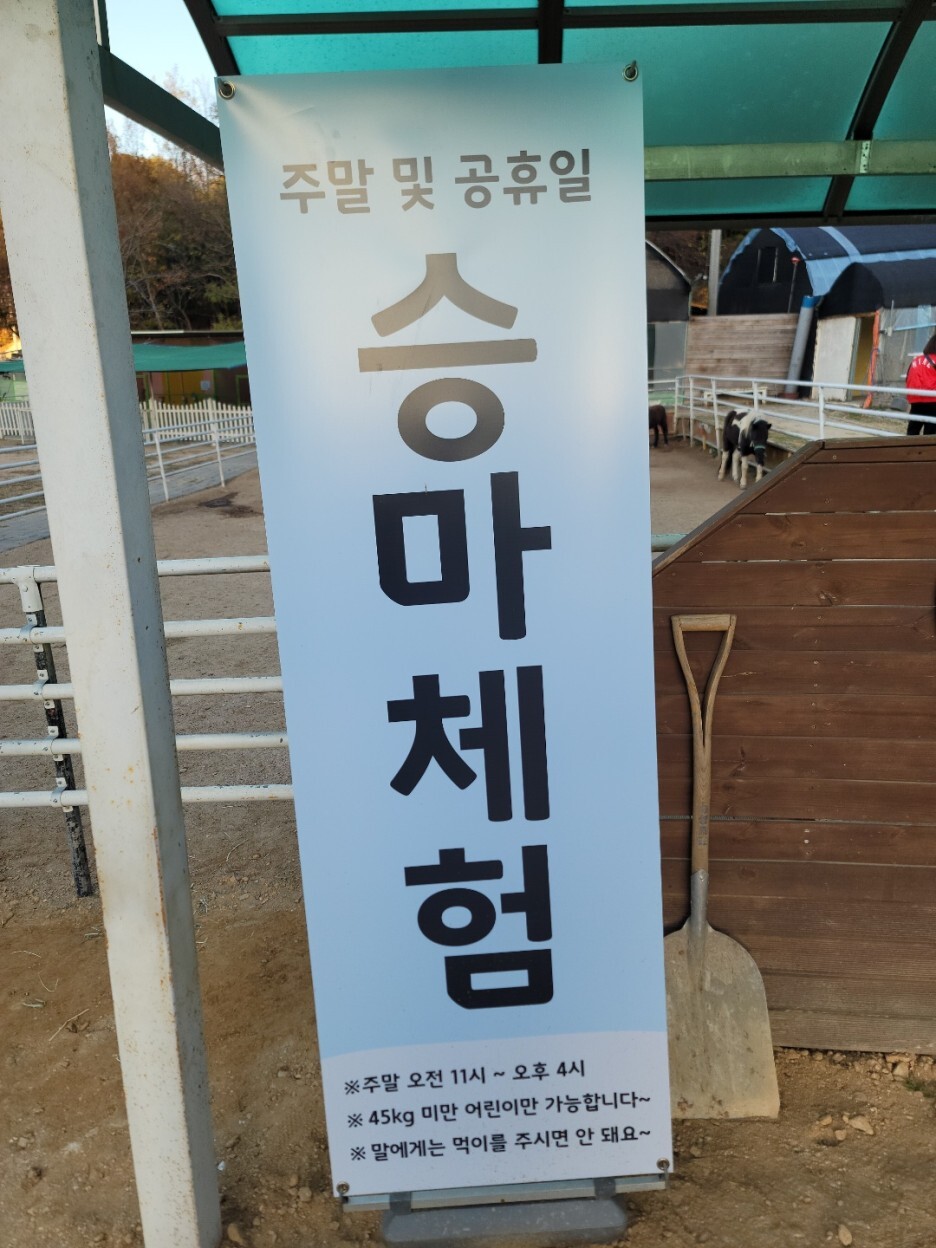 주말 및 공휴일
승마체험
※주말 오전 11시 ~ 오후 4시
※ 45kg 미만 어린이만 가능합니다~
※ 말에게는 먹이를 주시면 안 돼요~